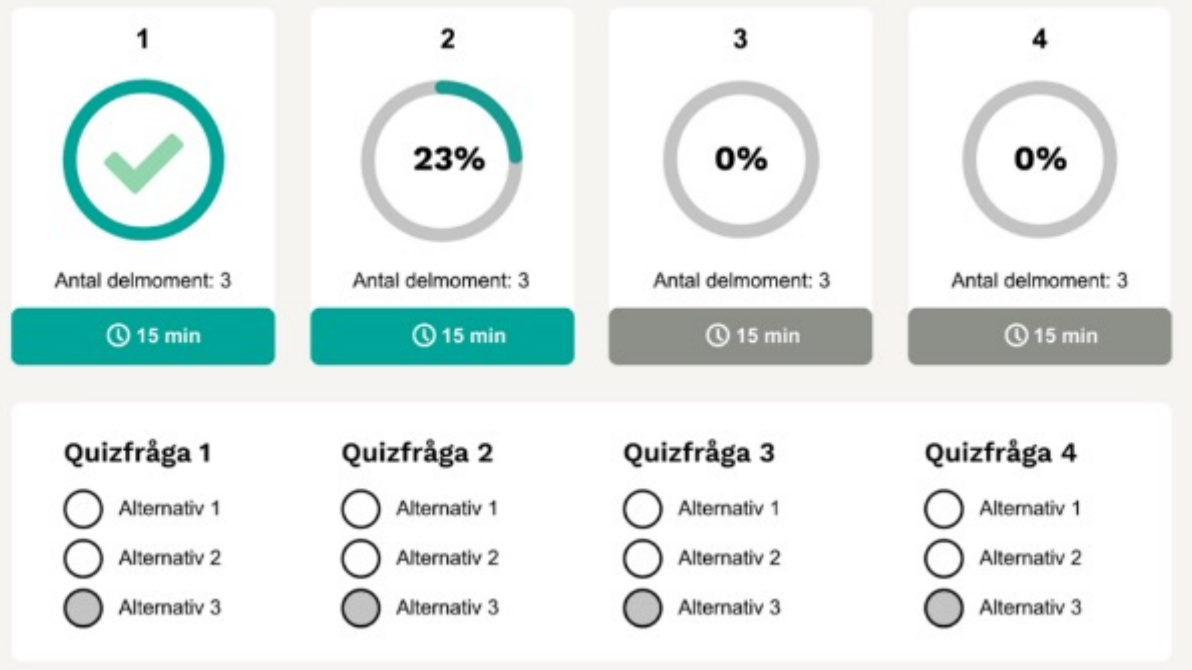 1
2
3
4
23%
0%
0%
Antal delmoment: 3
Antal delmoment: 3
Antal delmoment: 3
Antal delmoment: 3
15 min
15 min
15 min
15 min
Quizfråga 1
Alternativ 1
Alternativ 2
Alternativ 3
Quizfråga 2
Alternativ 1
Alternativ 2
Alternativ 3
Quizfråga 3
Alternativ 1
Alternativ 2
Alternativ 3
Quizfråga 4
Alternativ 1
Alternativ 2
Alternativ 3